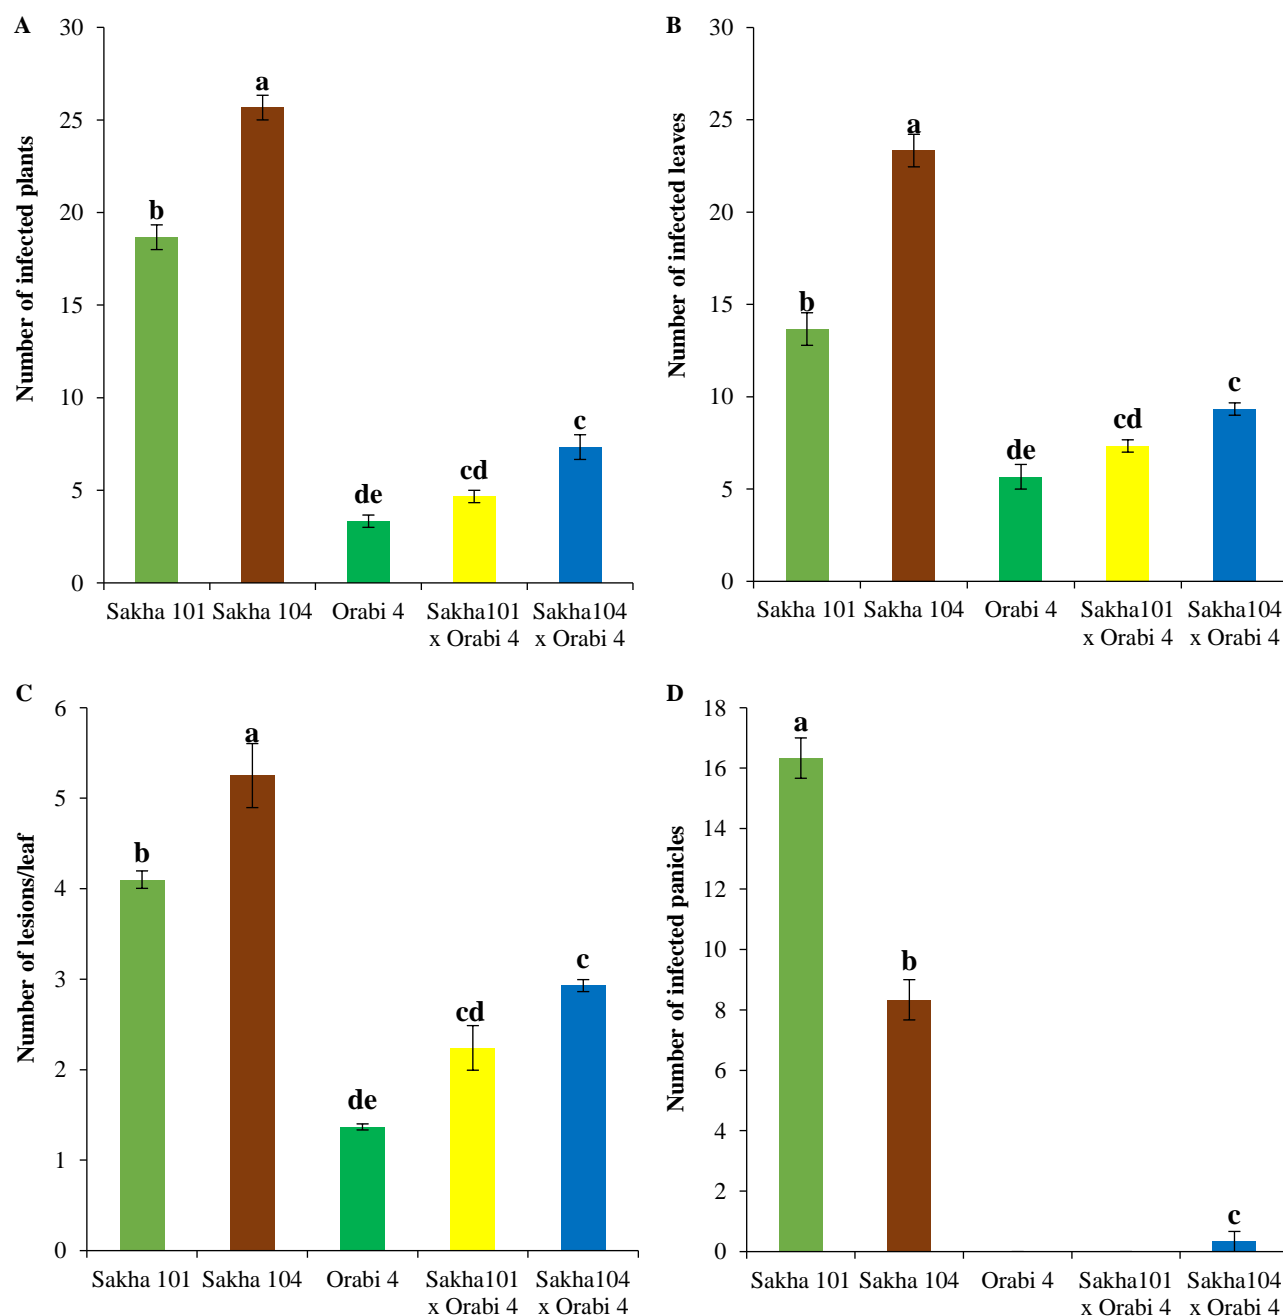 A
Number of infected plants
30
25
20
15
10
5
0
b
a
de
cd
c
Sakha 101
Sakha 104
Orabi 4
Sakha101
x Orabi 4
Sakha104
x Orabi 4
B
Number of infected leaves
30
25
20
15
10
5
0
b
a
de
cd
c
Sakha 101
Sakha 104
Orabi 4
Sakha101
x Orabi 4
Sakha104
x Orabi 4
C
Number of lesions/leaf
6
5
4
3
2
1
0
b
a
de
cd
c
Sakha 101
Sakha 104
Orabi 4
Sakha101
x Orabi 4
Sakha104
x Orabi 4
D
Number of infected panicles
18
16
14
12
10
8
6
4
2
0
a
b
c
Sakha 101
Sakha 104
Orabi 4
Sakha101
x Orabi 4
Sakha104
x Orabi 4